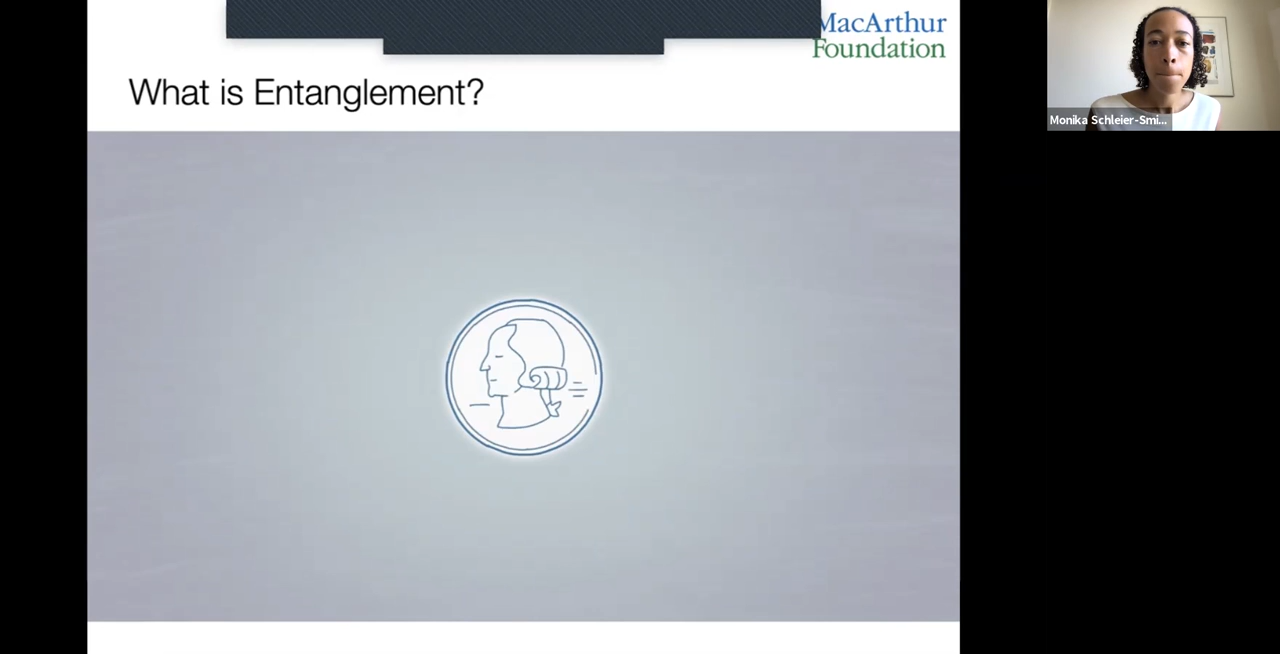 MacArthur
Foundation
What is Entanglement?
Monika Schleier-Smi...